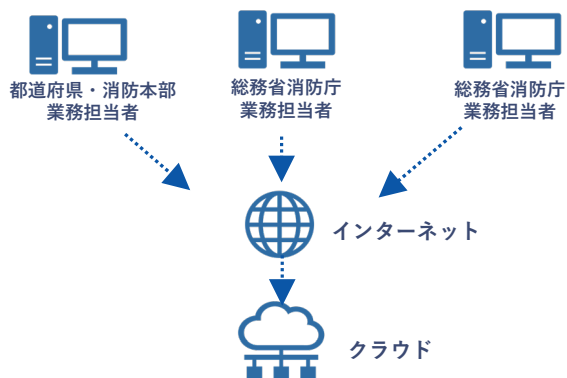 都道府県・消防本部
業務担当者
総務省消防庁
業務担当者
総務省消防庁
業務担当者
インターネット
クラウド